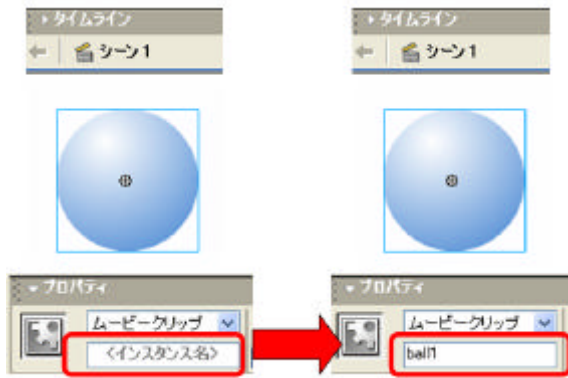 タイムライン
シーン1
プロパティ
ムービークリップ
<インスタンス名>
タイムライン
シーン1
プロパティ
ムービークリップ
ball1